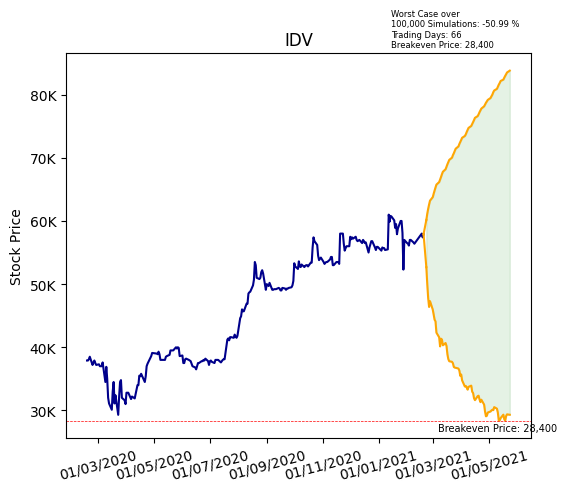 Worst Case over
100,000 Simulations: -50.99 %
Trading Days: 66
Breakeven Price: 28,400
IDV
Stock Price
80K
70K
60K
50K
40K
30K
Breakeven Price: 28,400
01/03/2020
01/05/2020
01/07/2020
01/09/2020
01/11/2020
01/01/2021
01/03/2021
01/05/2021